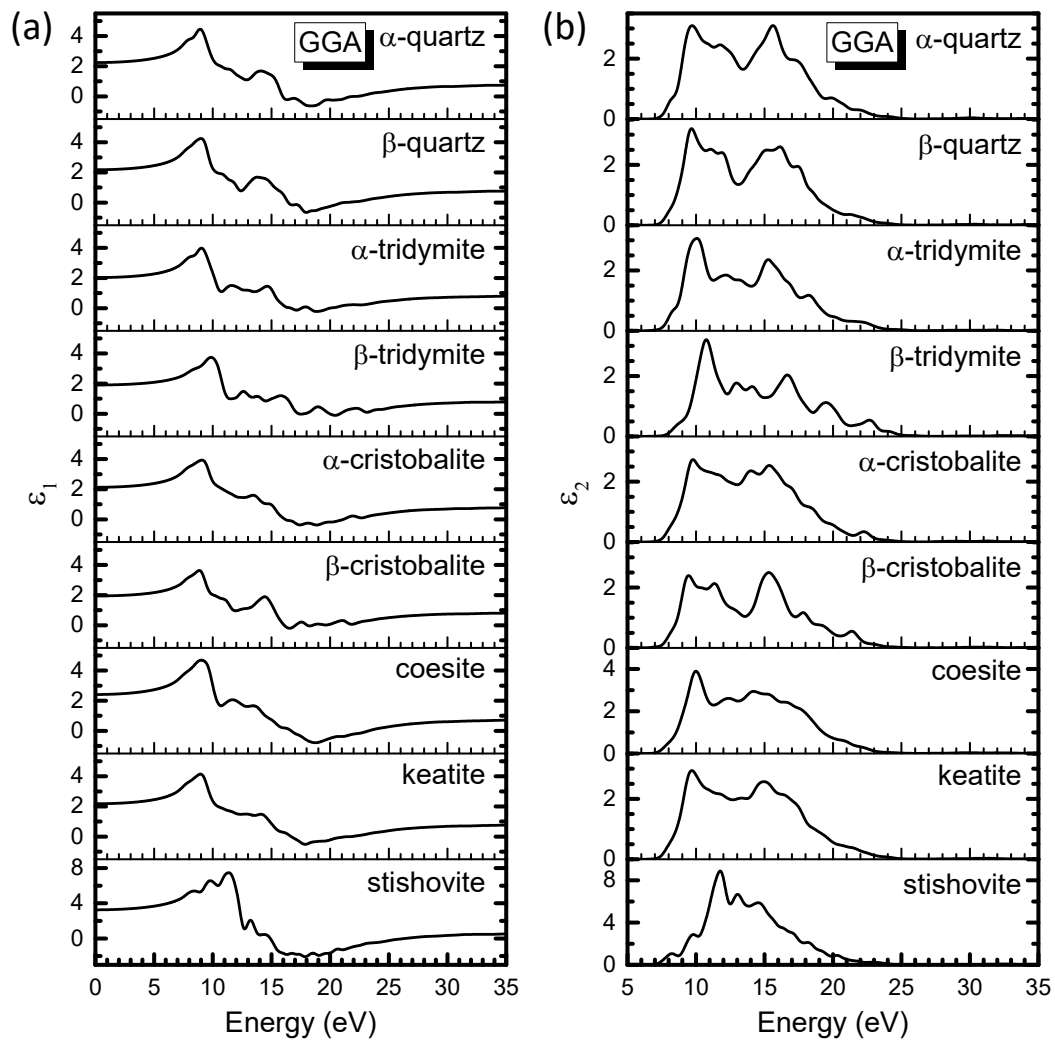 (a)
GGA
α-quartz
4
2
0
β-quartz
4
2
0
α-tridymite
4
2
0
β-tridymite
4
2
0
α-cristobalite
4
2
0
β-cristobalite
4
2
0
coesite
4
2
0
keatite
4
2
0
stishovite
8
4
0
ε1
0 5 10 15 20 25 30 35
Energy (eV)
(b)
GGA
α-quartz
2
0
β-quartz
2
0
α-tridymite
2
0
β-tridymite
2
0
α-cristobalite
2
0
β-cristobalite
2
0
coesite
4
2
0
keatite
2
0
stishovite
8
4
0
ε2
5 10 15 20 25 30 35
Energy (eV)